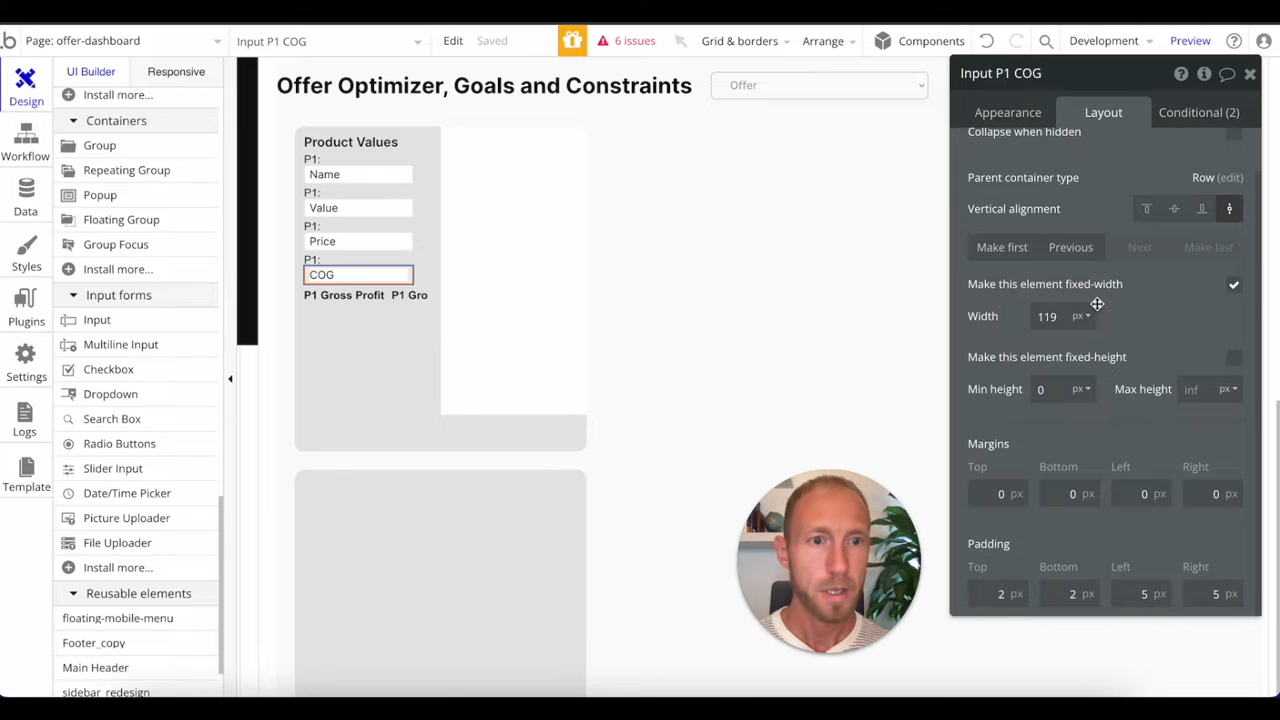 b Page: offer-dashboard Input P1 COG Edit Saved 6 issues Grid & borders Arrange Components Development Preview
Design
Workflow
Data
Styles
Plugins
Settings
Logs
Template
UI Builder Responsive
Install more...
Containers
Group
Repeating Group
Popup
Floating Group
Group Focus
Install more...
Input forms
Input
Multiline Input
Checkbox
Dropdown
Search Box
Radio Buttons
Slider Input
Date/Time Picker
Picture Uploader
File Uploader
Install more...
Reusable elements
floating-mobile-menu
Footer_copy
Main Header
sidebar_redesign
Offer Optimizer, Goals and Constraints Offer
Product Values
P1:
Name
P1:
Value
P1:
Price
P1:
COG
P1 Gross Profit P1 Gro
Input P1 COG
Appearance Layout Conditional (2)
Collapse when hidden
Parent container type Row (edit)
Vertical alignment
Make first Previous Next Make last
Make this element fixed-width
Width 119 px
Make this element fixed-height
Min height 0 px Max height inf px
Margins
Top Bottom Left Right
0 px 0 px 0 px 0 px
Padding
Top Bottom Left Right
2 px 2 px 5 px 5 px